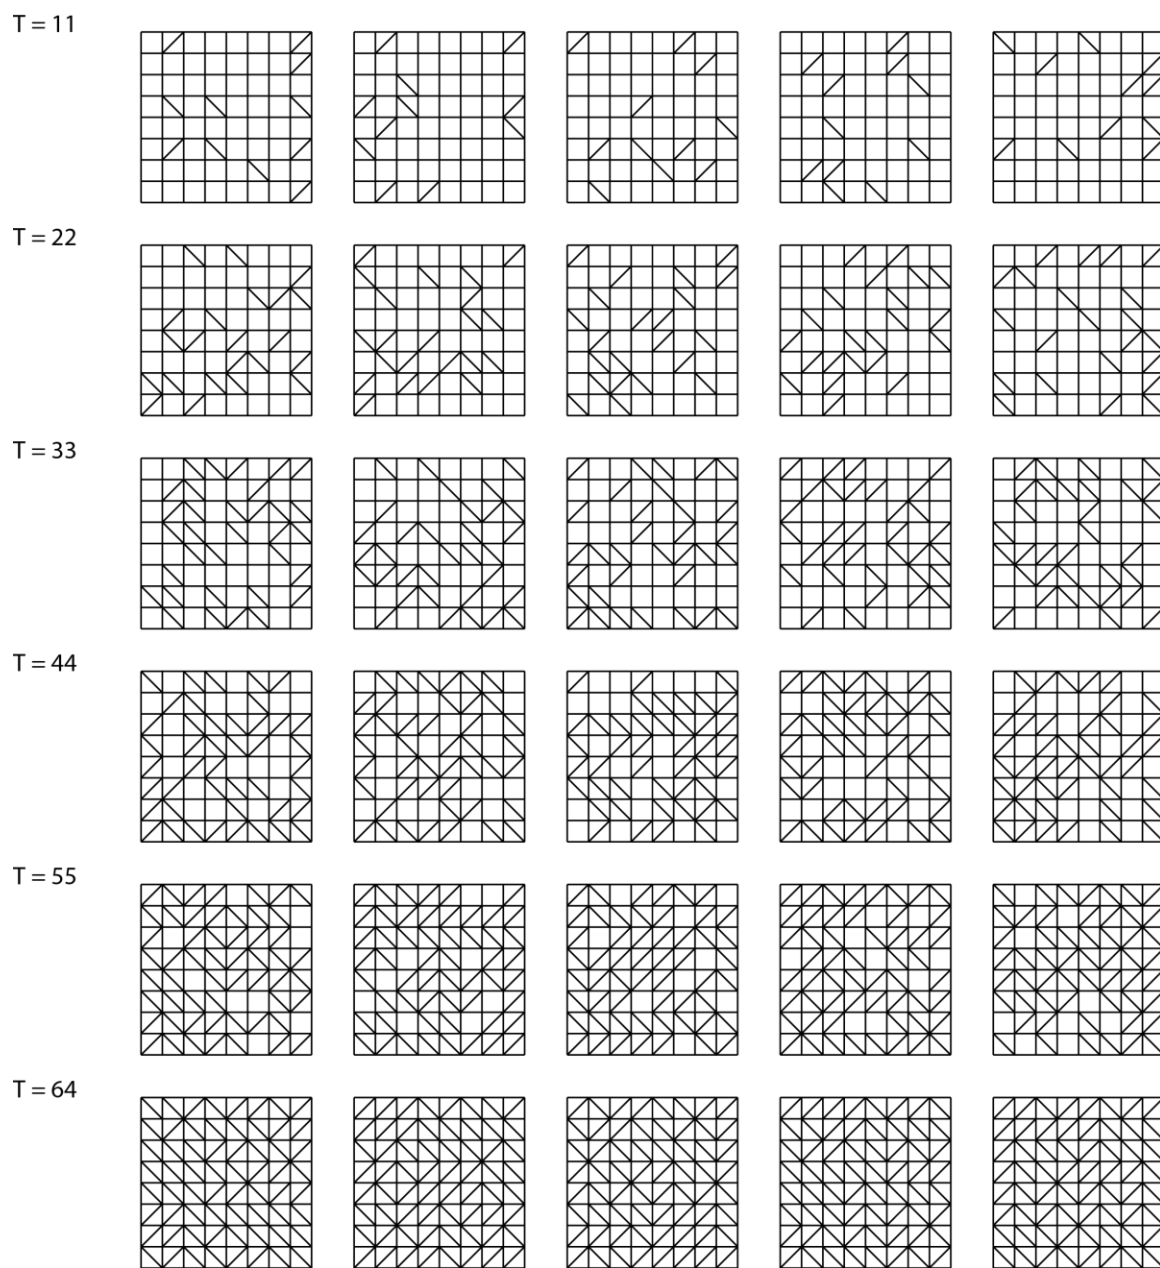 T = 11
T = 22
T = 33
T = 44
T = 55
T = 64